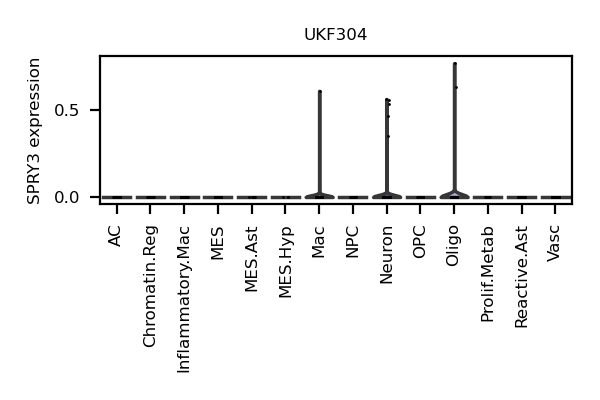 UKF304
SPRY3 expression
0.5
0.0
AC
Chromatin.Reg
Inflammatory.Mac
MES
MES.Ast
MES.Hyp
Mac
NPC
Neuron
OPC
Oligo
Prolif.Metab
Reactive.Ast
Vasc